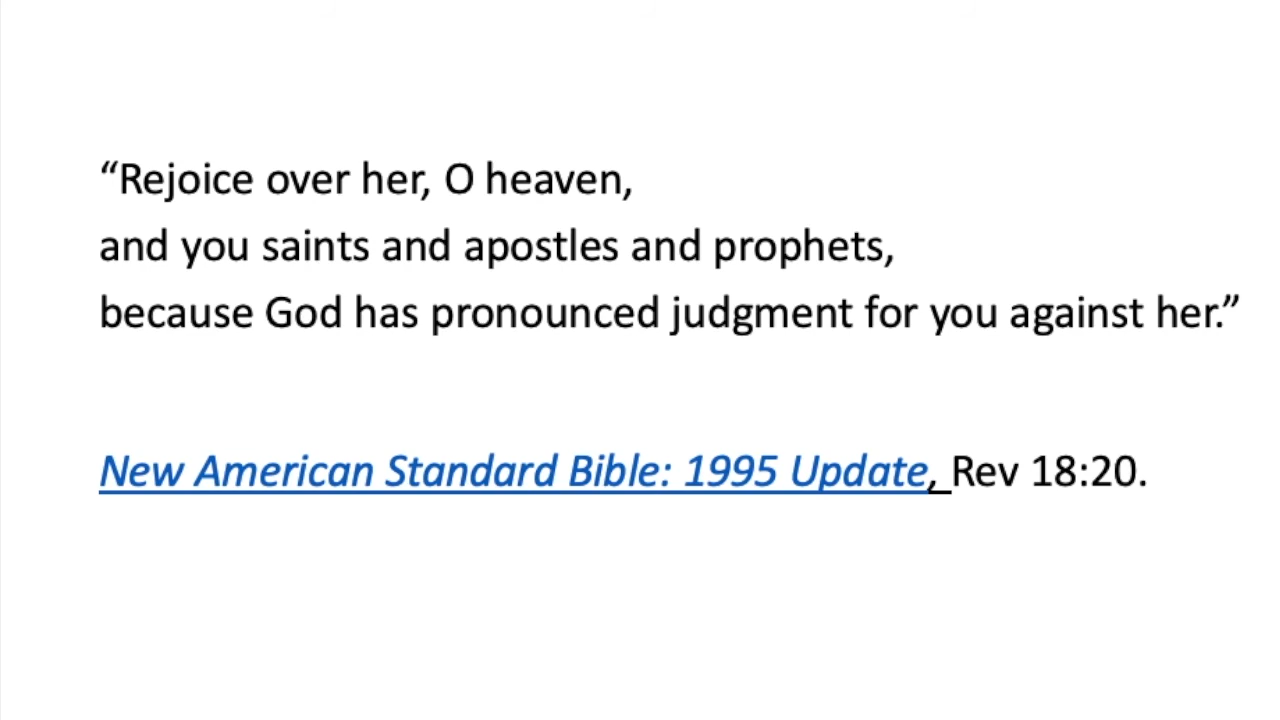 “Rejoice over her, O heaven,
and you saints and apostles and prophets,
because God has pronounced judgment for you against her.”
New American Standard Bible: 1995 Update, Rev 18:20.